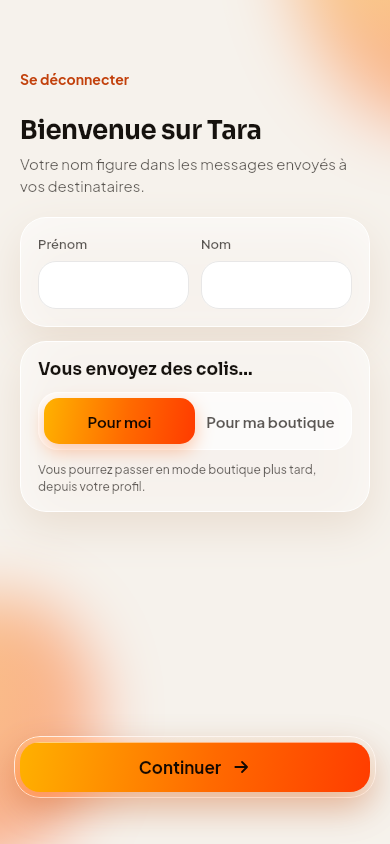 Se déconnecter
Bienvenue sur Tara
Votre nom figure dans les messages envoyés à
vos destinataires.
Prénom
Nom
Vous envoyez des colis...
Pour moi
Pour ma boutique
Vous pourrez passer en mode boutique plus tard,
depuis votre profil.
Continuer →